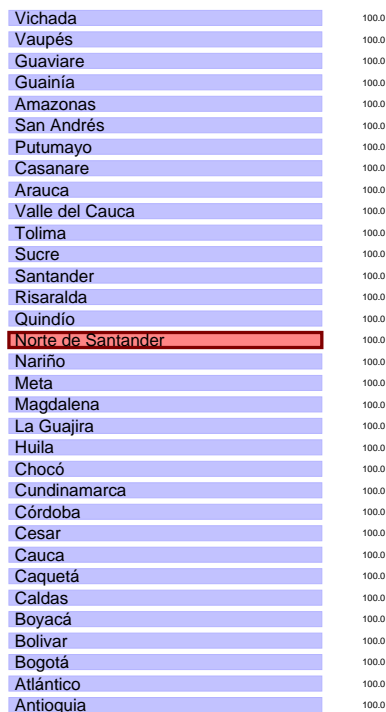 Vichada 100.0
Vaupés 100.0
Guaviare 100.0
Guainía 100.0
Amazonas 100.0
San Andrés 100.0
Putumayo 100.0
Casanare 100.0
Arauca 100.0
Valle del Cauca 100.0
Tolima 100.0
Sucre 100.0
Santander 100.0
Risaralda 100.0
Quindío 100.0
Norte de Santander 100.0
Nariño 100.0
Meta 100.0
Magdalena 100.0
La Guajira 100.0
Huila 100.0
Chocó 100.0
Cundinamarca 100.0
Córdoba 100.0
Cesar 100.0
Cauca 100.0
Caquetá 100.0
Caldas 100.0
Boyacá 100.0
Bolivar 100.0
Bogotá 100.0
Atlántico 100.0
Antioquia 100.0